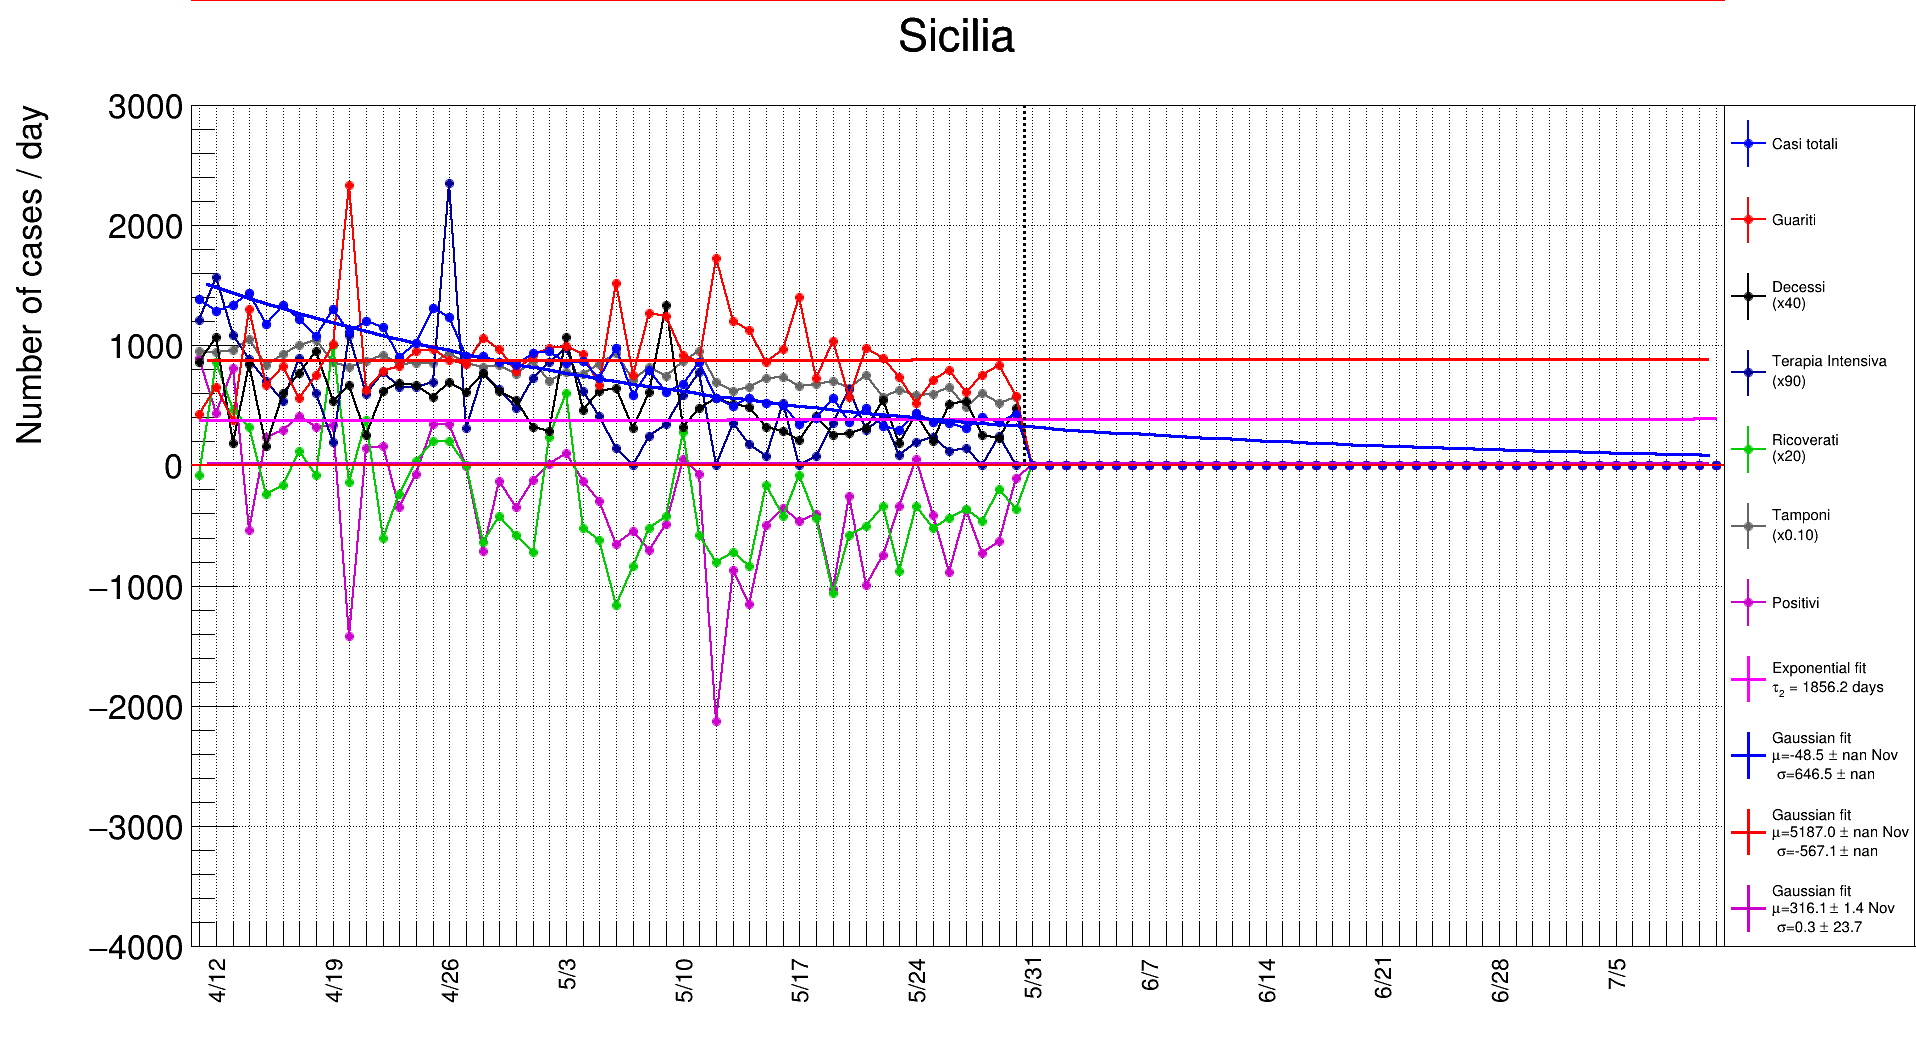 Sicilia
Number of cases / day
3000
2000
1000
0
−1000
−2000
−3000
−4000
4/12
4/19
4/26
5/3
5/10
5/17
5/24
5/31
6/7
6/14
6/21
6/28
7/5
Casi totali
Guariti
Decessi
(x40)
Terapia Intensiva
(x90)
Ricoverati
(x20)
Tamponi
(x0.10)
Positivi
Exponential fit
τ2 = 1856.2 days
Gaussian fit
μ=-48.5 ± nan Nov
σ=646.5 ± nan
Gaussian fit
μ=5187.0 ± nan Nov
σ=-567.1 ± nan
Gaussian fit
μ=316.1 ± 1.4 Nov
σ=0.3 ± 23.7